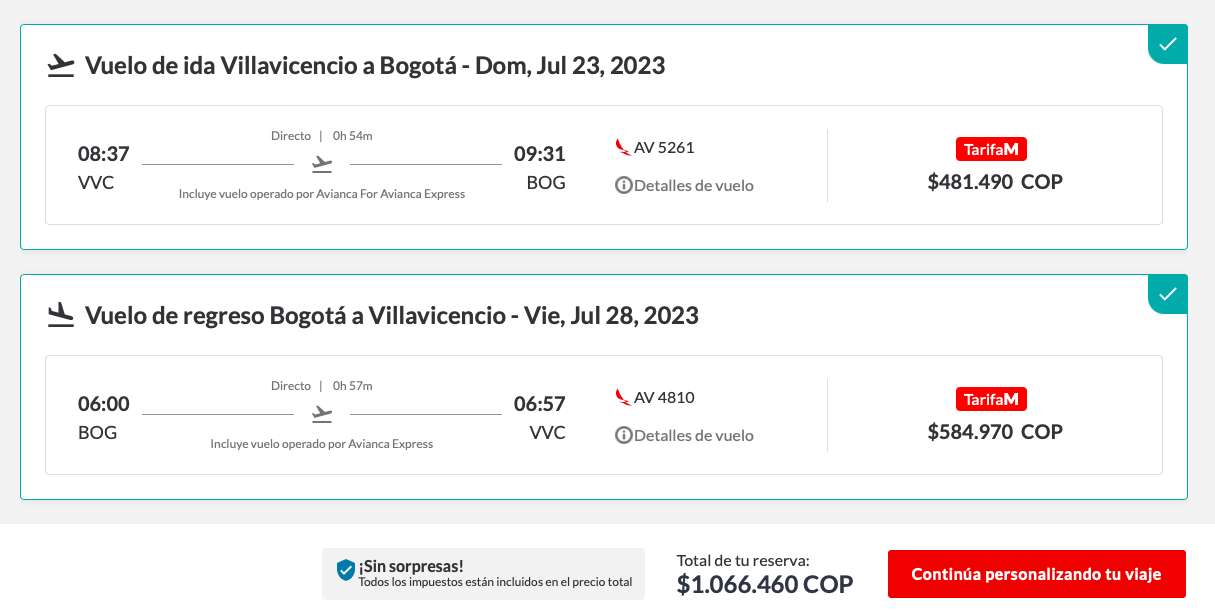 Vuelo de ida Villavicencio a Bogotá - Dom, Jul 23, 2023
Directo | 0h 54m
08:37
09:31
VVC
BOG
Incluye vuelo operado por Avianca For Avianca Express
AV 5261
Detalles de vuelo
TarifaM
$481.490 COP
Vuelo de regreso Bogotá a Villavicencio - Vie, Jul 28, 2023
Directo | 0h 57m
06:00
06:57
BOG
VVC
Incluye vuelo operado por Avianca Express
AV 4810
Detalles de vuelo
TarifaM
$584.970 COP
¡Sin sorpresas!
Todos los impuestos están incluidos en el precio total
Total de tu reserva:
$1.066.460 COP
Continúa personalizando tu viaje